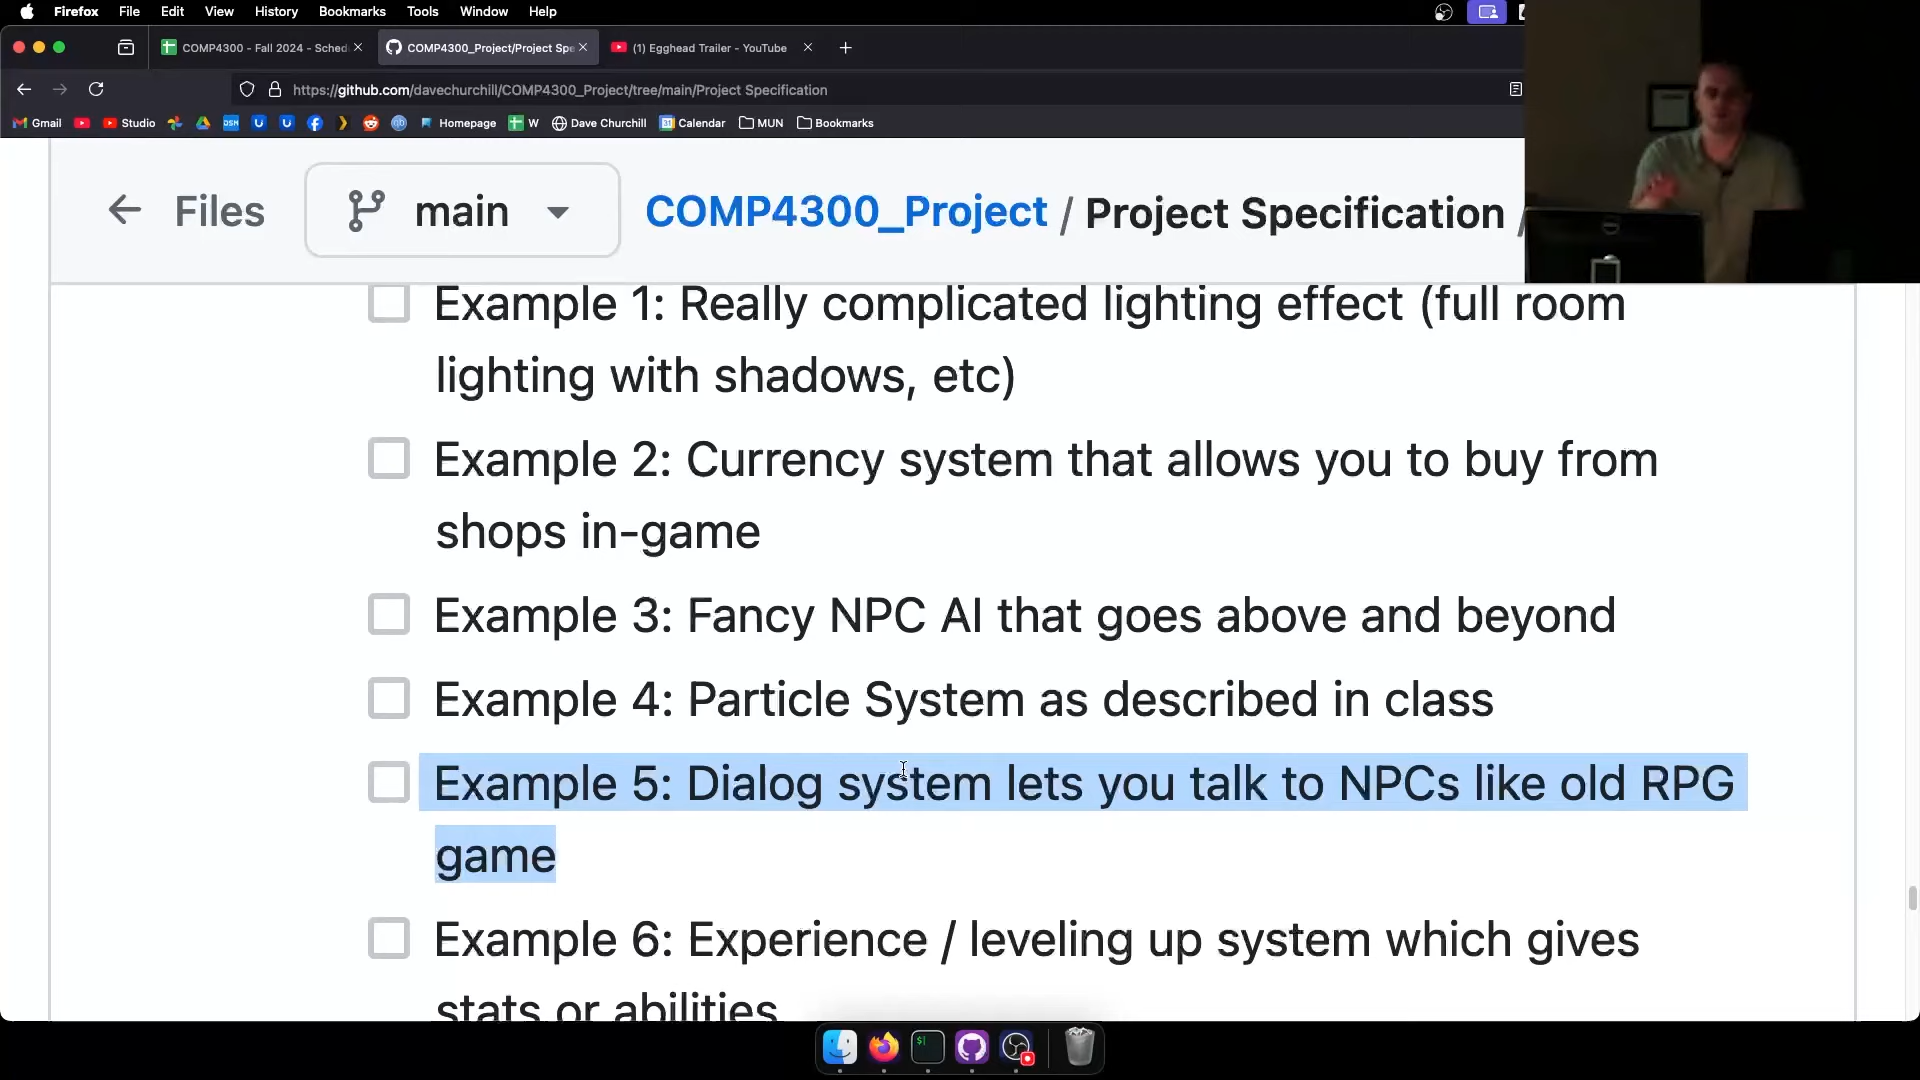 Firefox File Edit View History Bookmarks Tools Window Help
COMP4300 - Fall 2024 - Sched
COMP4300_Project/Project Spe
(1) Egghead Trailer - YouTube
https://github.com/davechurchill/COMP4300_Project/tree/main/Project Specification
Gmail Studio DSM Homepage W Dave Churchill Calendar MUN Bookmarks
Files main COMP4300_Project / Project Specification /
Example 1: Really complicated lighting effect (full room
lighting with shadows, etc)
Example 2: Currency system that allows you to buy from
shops in-game
Example 3: Fancy NPC AI that goes above and beyond
Example 4: Particle System as described in class
Example 5: Dialog system lets you talk to NPCs like old RPG
game
Example 6: Experience / leveling up system which gives
stats or abilities